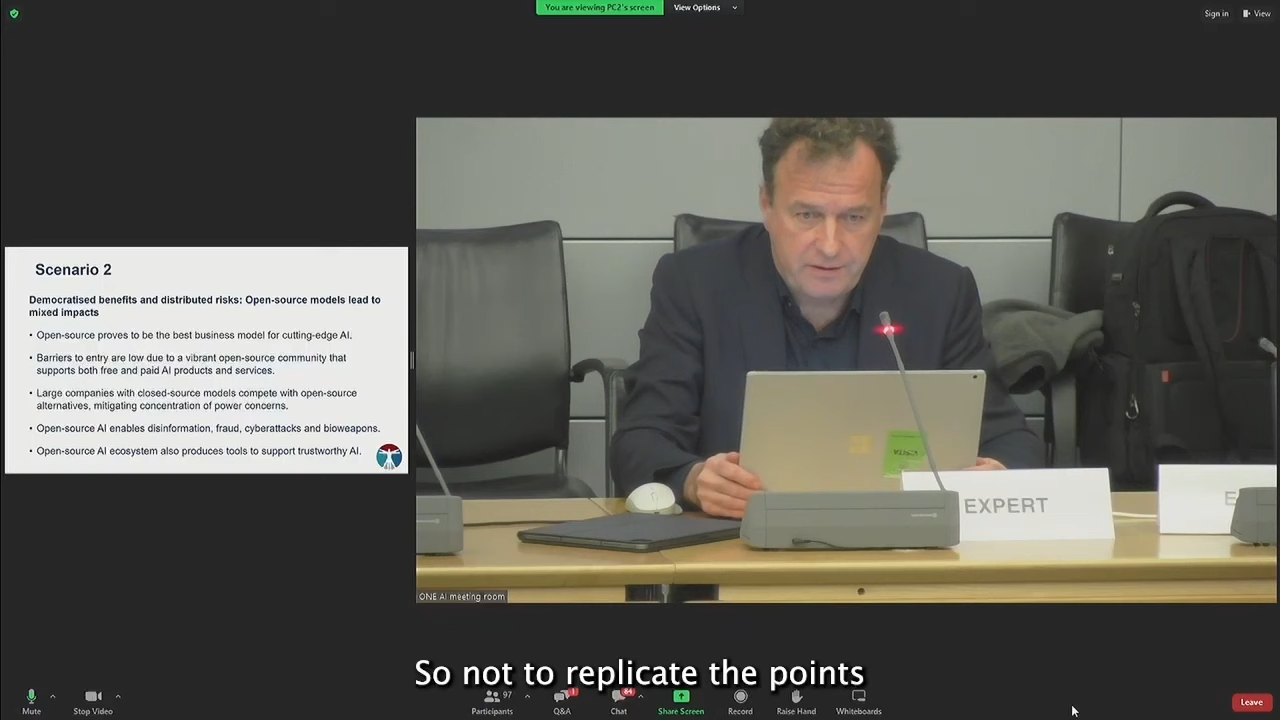 You are viewing PC2's screen
View Options
Sign in
View
Scenario 2
Democratised benefits and distributed risks: Open-source models lead to
mixed impacts
• Open-source proves to be the best business model for cutting-edge AI.
• Barriers to entry are low due to a vibrant open-source community that
supports both free and paid AI products and services.
• Large companies with closed-source models compete with open-source
alternatives, mitigating concentration of power concerns.
• Open-source AI enables disinformation, fraud, cyberattacks and bioweapons.
• Open-source AI ecosystem also produces tools to support trustworthy AI.
EXPERT
E
ONE AI meeting room
So not to replicate the points
97
1
84
Mute
Stop Video
Participants
Q&A
Chat
Share Screen
Record
Raise Hand
Whiteboards
Leave